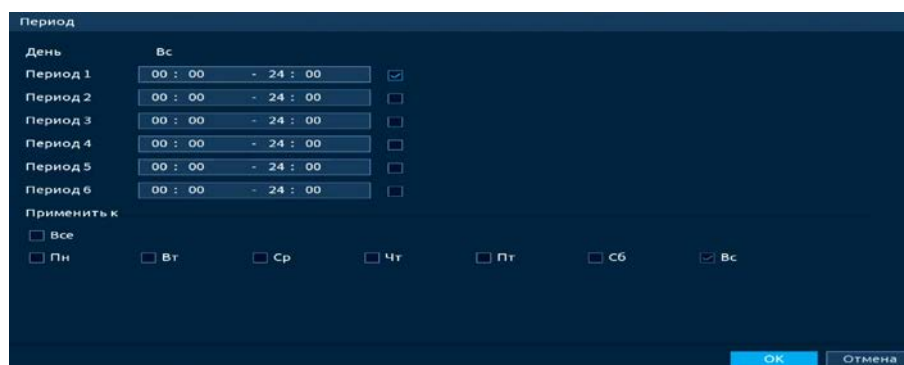 Период
День Вс
Период 1 00 : 00 - 24 : 00
Период 2 00 : 00 - 24 : 00
Период 3 00 : 00 - 24 : 00
Период 4 00 : 00 - 24 : 00
Период 5 00 : 00 - 24 : 00
Период 6 00 : 00 - 24 : 00
Применить к
Все
Пн Вт Ср Чт Пт Сб Вс
OK Отмена